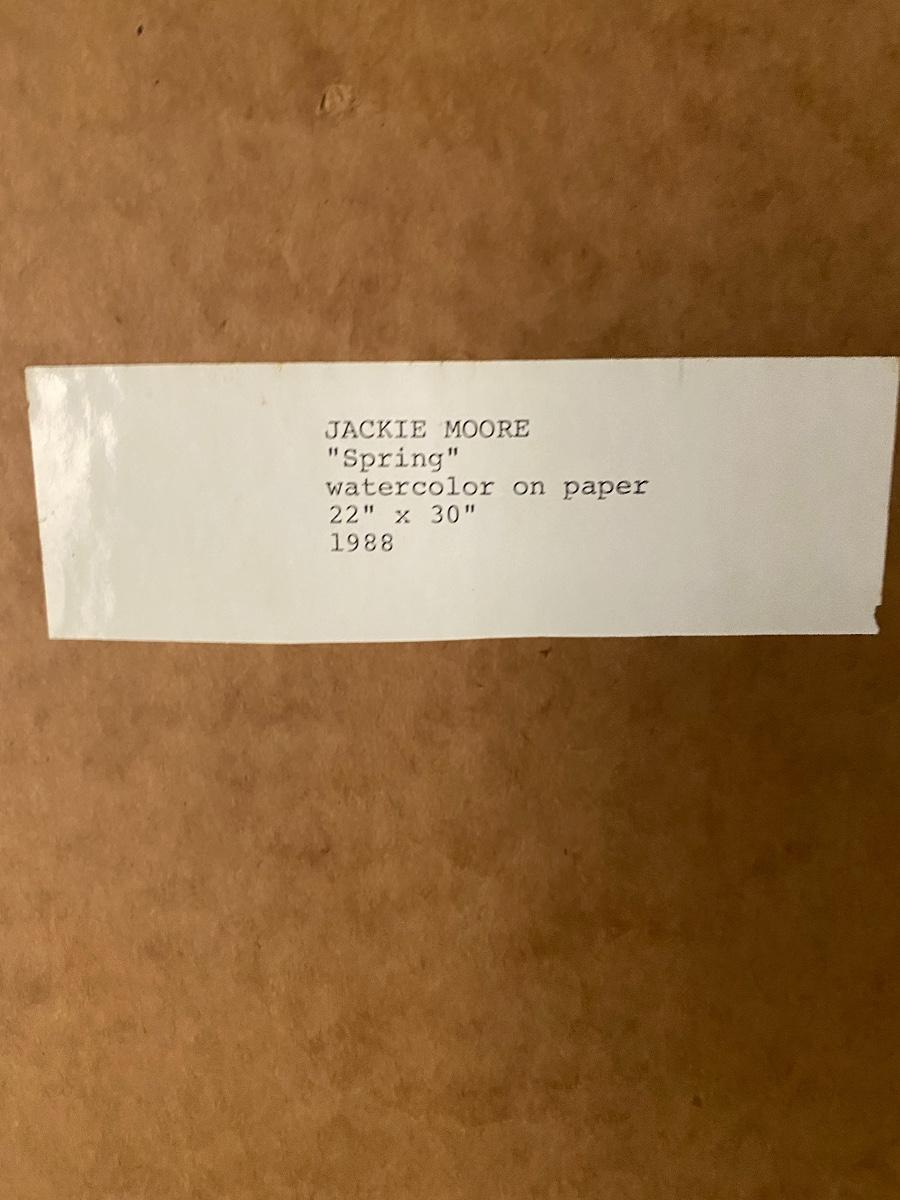 JACKIE MOORE
"Spring"
watercolor on paper
22" x 30"
1988